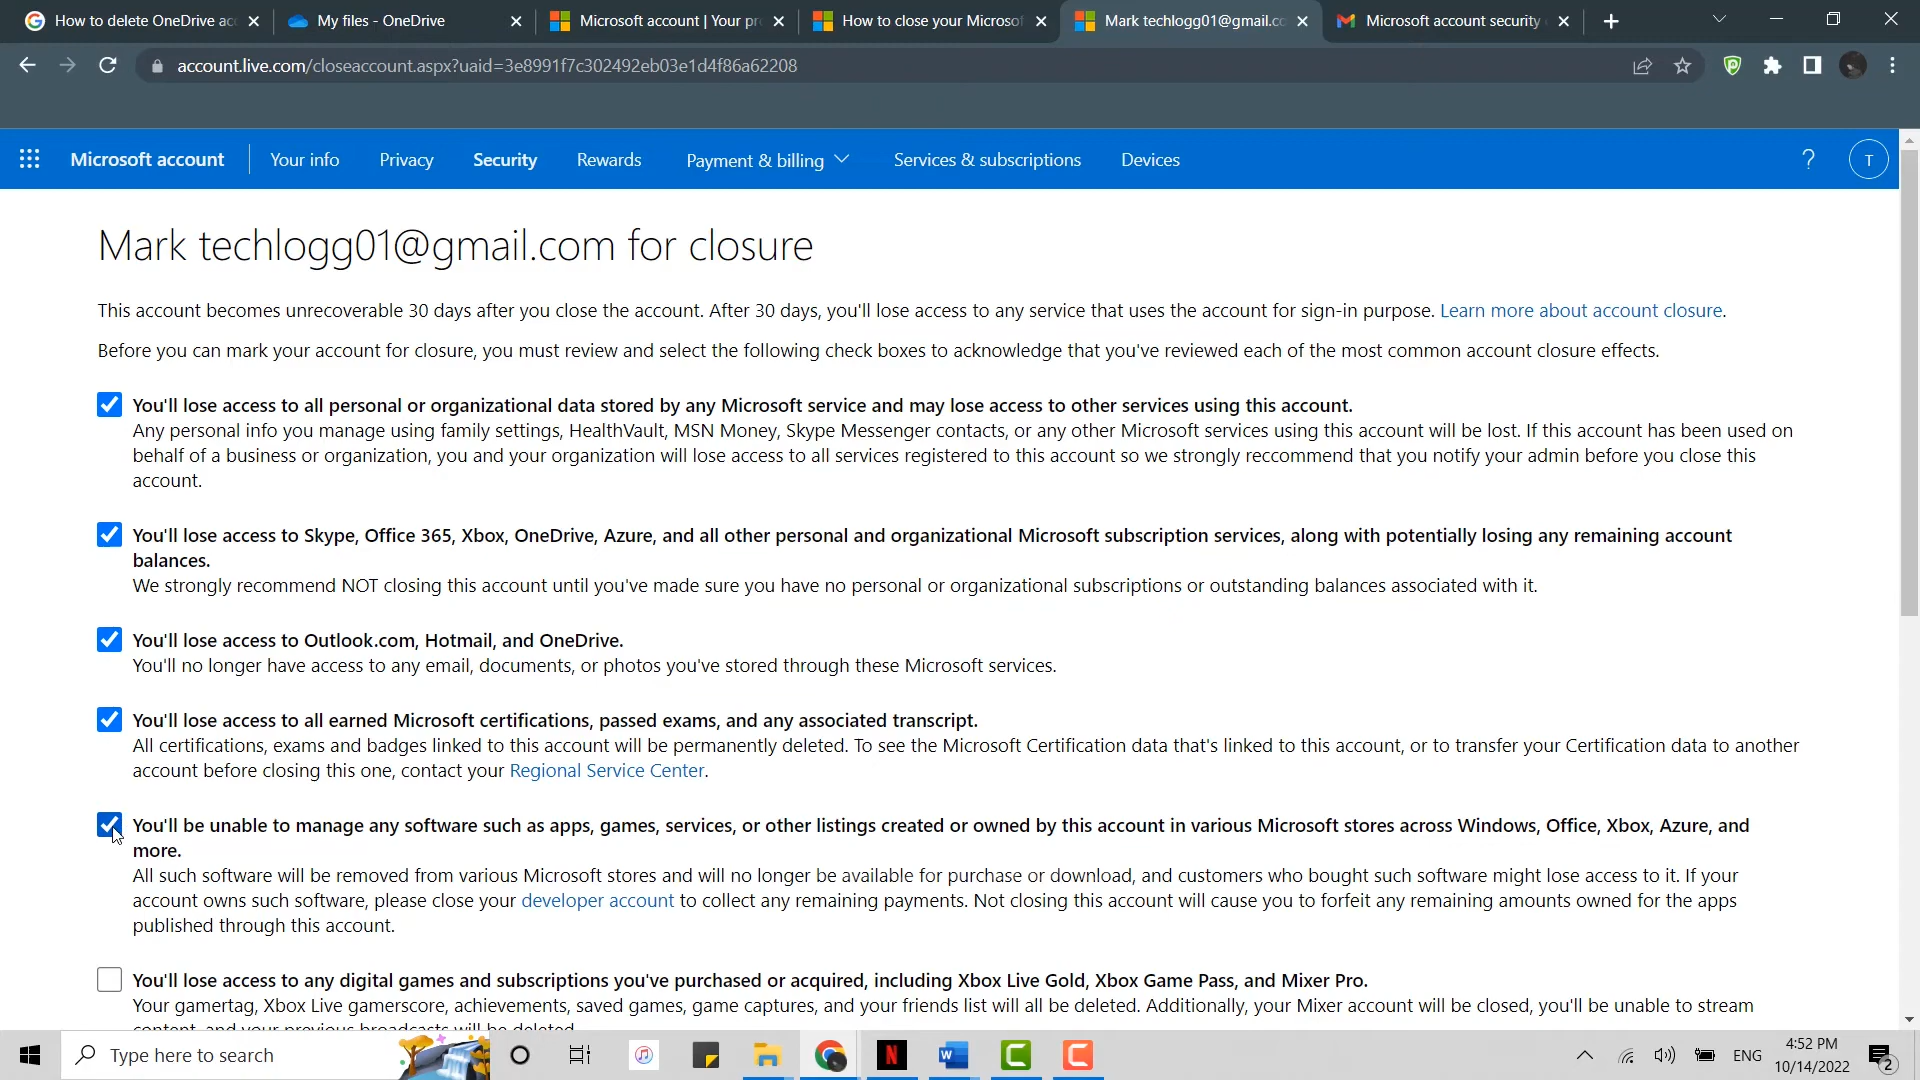 How to delete OneDrive ac
My files - OneDrive
Microsoft account | Your pr
How to close your Microsof
Mark techlogg01@gmail.co
Microsoft account security
account.live.com/closeaccount.aspx?uaid=3e8991f7c302492eb03e1d4f86a62208
Microsoft account
Your info
Privacy
Security
Rewards
Payment & billing
Services & subscriptions
Devices
?
T
Mark techlogg01@gmail.com for closure
This account becomes unrecoverable 30 days after you close the account. After 30 days, you'll lose access to any service that uses the account for sign-in purpose. Learn more about account closure.
Before you can mark your account for closure, you must review and select the following check boxes to acknowledge that you've reviewed each of the most common account closure effects.
You'll lose access to all personal or organizational data stored by any Microsoft service and may lose access to other services using this account.
Any personal info you manage using family settings, HealthVault, MSN Money, Skype Messenger contacts, or any other Microsoft services using this account will be lost. If this account has been used on
behalf of a business or organization, you and your organization will lose access to all services registered to this account so we strongly reccommend that you notify your admin before you close this
account.
You'll lose access to Skype, Office 365, Xbox, OneDrive, Azure, and all other personal and organizational Microsoft subscription services, along with potentially losing any remaining account
balances.
We strongly recommend NOT closing this account until you've made sure you have no personal or organizational subscriptions or outstanding balances associated with it.
You'll lose access to Outlook.com, Hotmail, and OneDrive.
You'll no longer have access to any email, documents, or photos you've stored through these Microsoft services.
You'll lose access to all earned Microsoft certifications, passed exams, and any associated transcript.
All certifications, exams and badges linked to this account will be permanently deleted. To see the Microsoft Certification data that's linked to this account, or to transfer your Certification data to another
account before closing this one, contact your Regional Service Center.
You'll be unable to manage any software such as apps, games, services, or other listings created or owned by this account in various Microsoft stores across Windows, Office, Xbox, Azure, and
more.
All such software will be removed from various Microsoft stores and will no longer be available for purchase or download, and customers who bought such software might lose access to it. If your
account owns such software, please close your developer account to collect any remaining payments. Not closing this account will cause you to forfeit any remaining amounts owned for the apps
published through this account.
You'll lose access to any digital games and subscriptions you've purchased or acquired, including Xbox Live Gold, Xbox Game Pass, and Mixer Pro.
Your gamertag, Xbox Live gamerscore, achievements, saved games, game captures, and your friends list will all be deleted. Additionally, your Mixer account will be closed, you'll be unable to stream
content, and your previous broadcasts will be deleted.
Type here to search
ENG
4:52 PM
10/14/2022
2